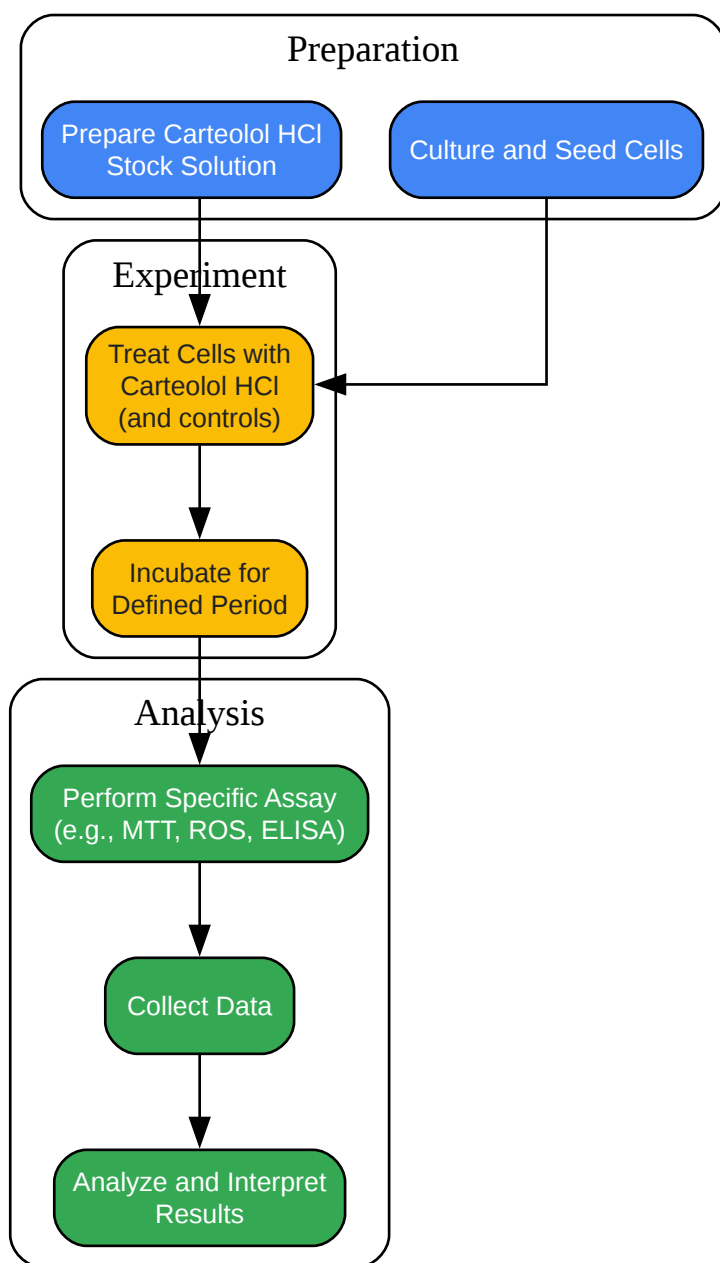 Preparation
Prepare Carteolol HCl
Stock Solution
Culture and Seed Cells
Experiment
Treat Cells with
Carteolol HCl
(and controls)
Incubate for
Defined Period
Analysis
Perform Specific Assay
(e.g., MTT, ROS, ELISA)
Collect Data
Analyze and Interpret
Results